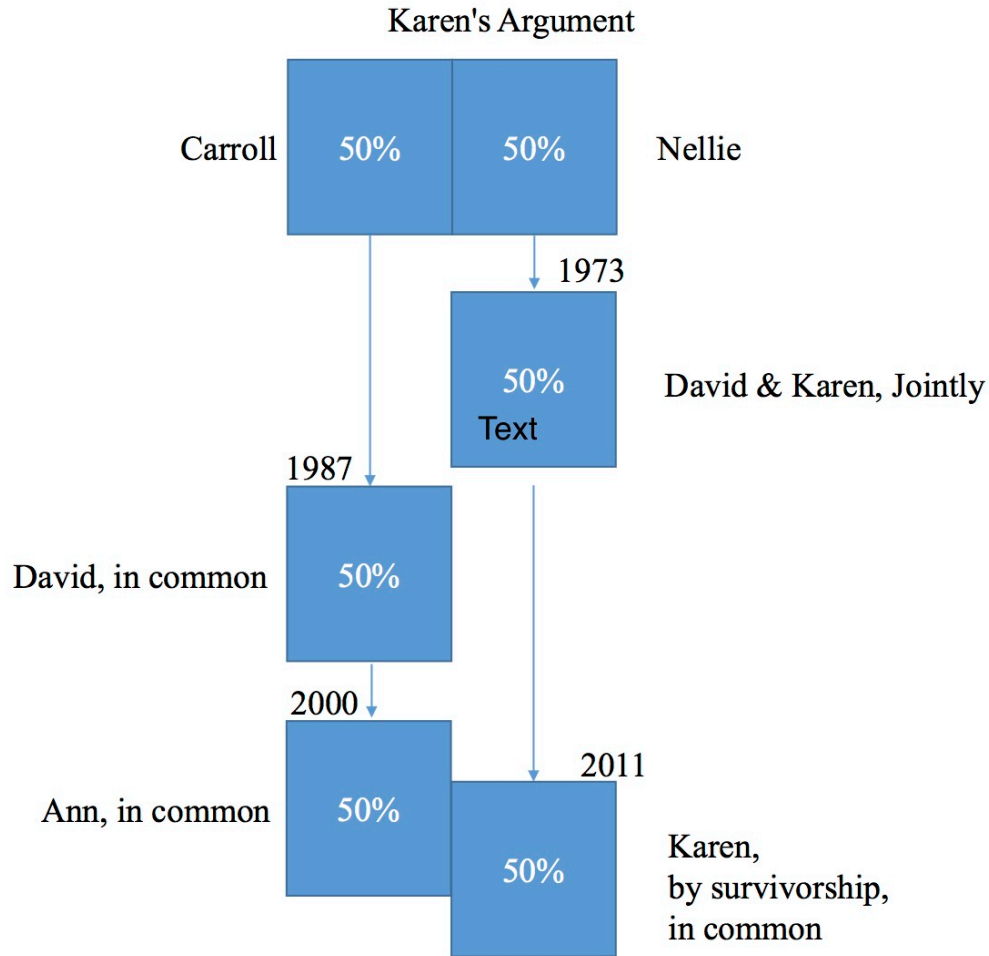 Karen's Argument
Carroll
50%
50%
Nellie
1973
50%
Text
David & Karen, Jointly
1987
David, in common
50%
2000
Ann, in common
50%
2011
50%
Karen,
by survivorship,
in common